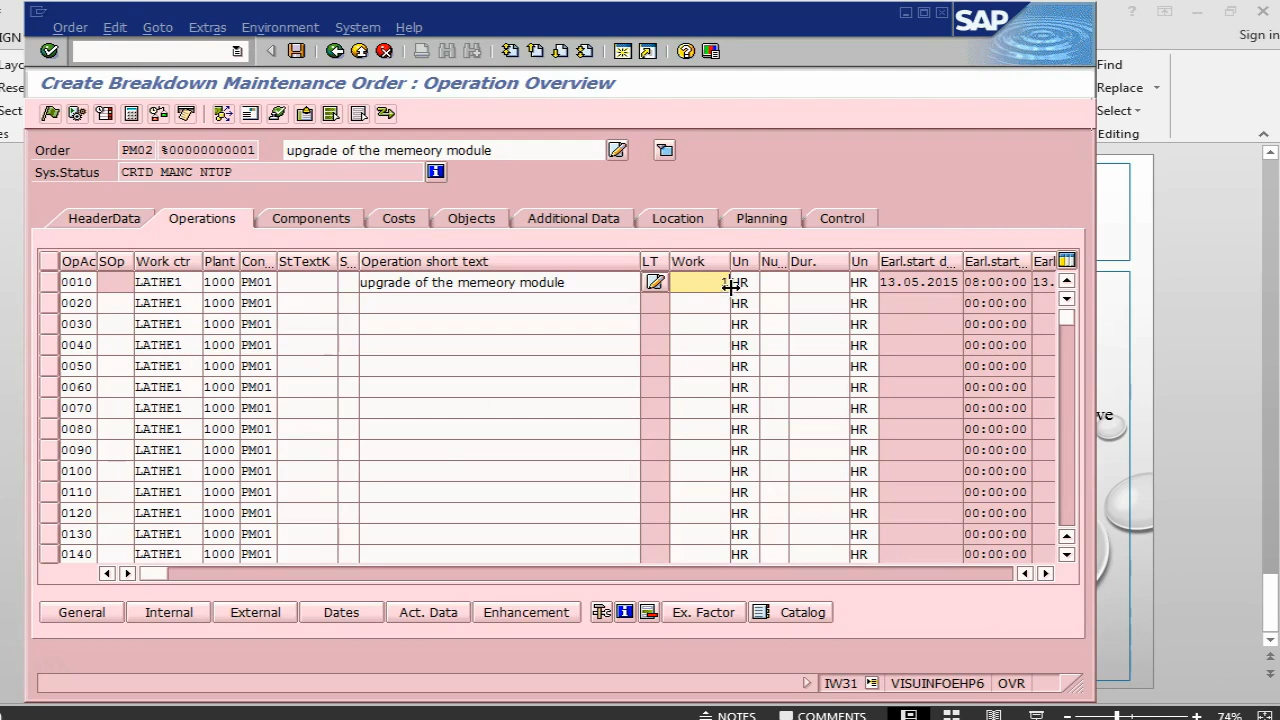 Order Edit Goto Extras Environment System Help
SAP
Sign in
Create Breakdown Maintenance Order : Operation Overview
Find
Replace
Select
Editing
Order PM02 %00000000001 upgrade of the memeory module
Sys.Status CRTD MANC NTUP
HeaderData Operations Components Costs Objects Additional Data Location Planning Control
OpAc SOp Work ctr Plant Con... StTextK S... Operation short text LT Work Un Nu... Dur. Un Earl.start d... Earl.start... Earl
0010 LATHE1 1000 PM01 upgrade of the memeory module 1 HR HR 13.05.2015 08:00:00 13.
0020 LATHE1 1000 PM01 HR HR 00:00:00
0030 LATHE1 1000 PM01 HR HR 00:00:00
0040 LATHE1 1000 PM01 HR HR 00:00:00
0050 LATHE1 1000 PM01 HR HR 00:00:00
0060 LATHE1 1000 PM01 HR HR 00:00:00
0070 LATHE1 1000 PM01 HR HR 00:00:00
0080 LATHE1 1000 PM01 HR HR 00:00:00
0090 LATHE1 1000 PM01 HR HR 00:00:00
0100 LATHE1 1000 PM01 HR HR 00:00:00
0110 LATHE1 1000 PM01 HR HR 00:00:00
0120 LATHE1 1000 PM01 HR HR 00:00:00
0130 LATHE1 1000 PM01 HR HR 00:00:00
0140 LATHE1 1000 PM01 HR HR 00:00:00
General Internal External Dates Act. Data Enhancement Ex. Factor Catalog
IW31 VISUINFOEHP6 OVR
NOTES COMMENTS 74%